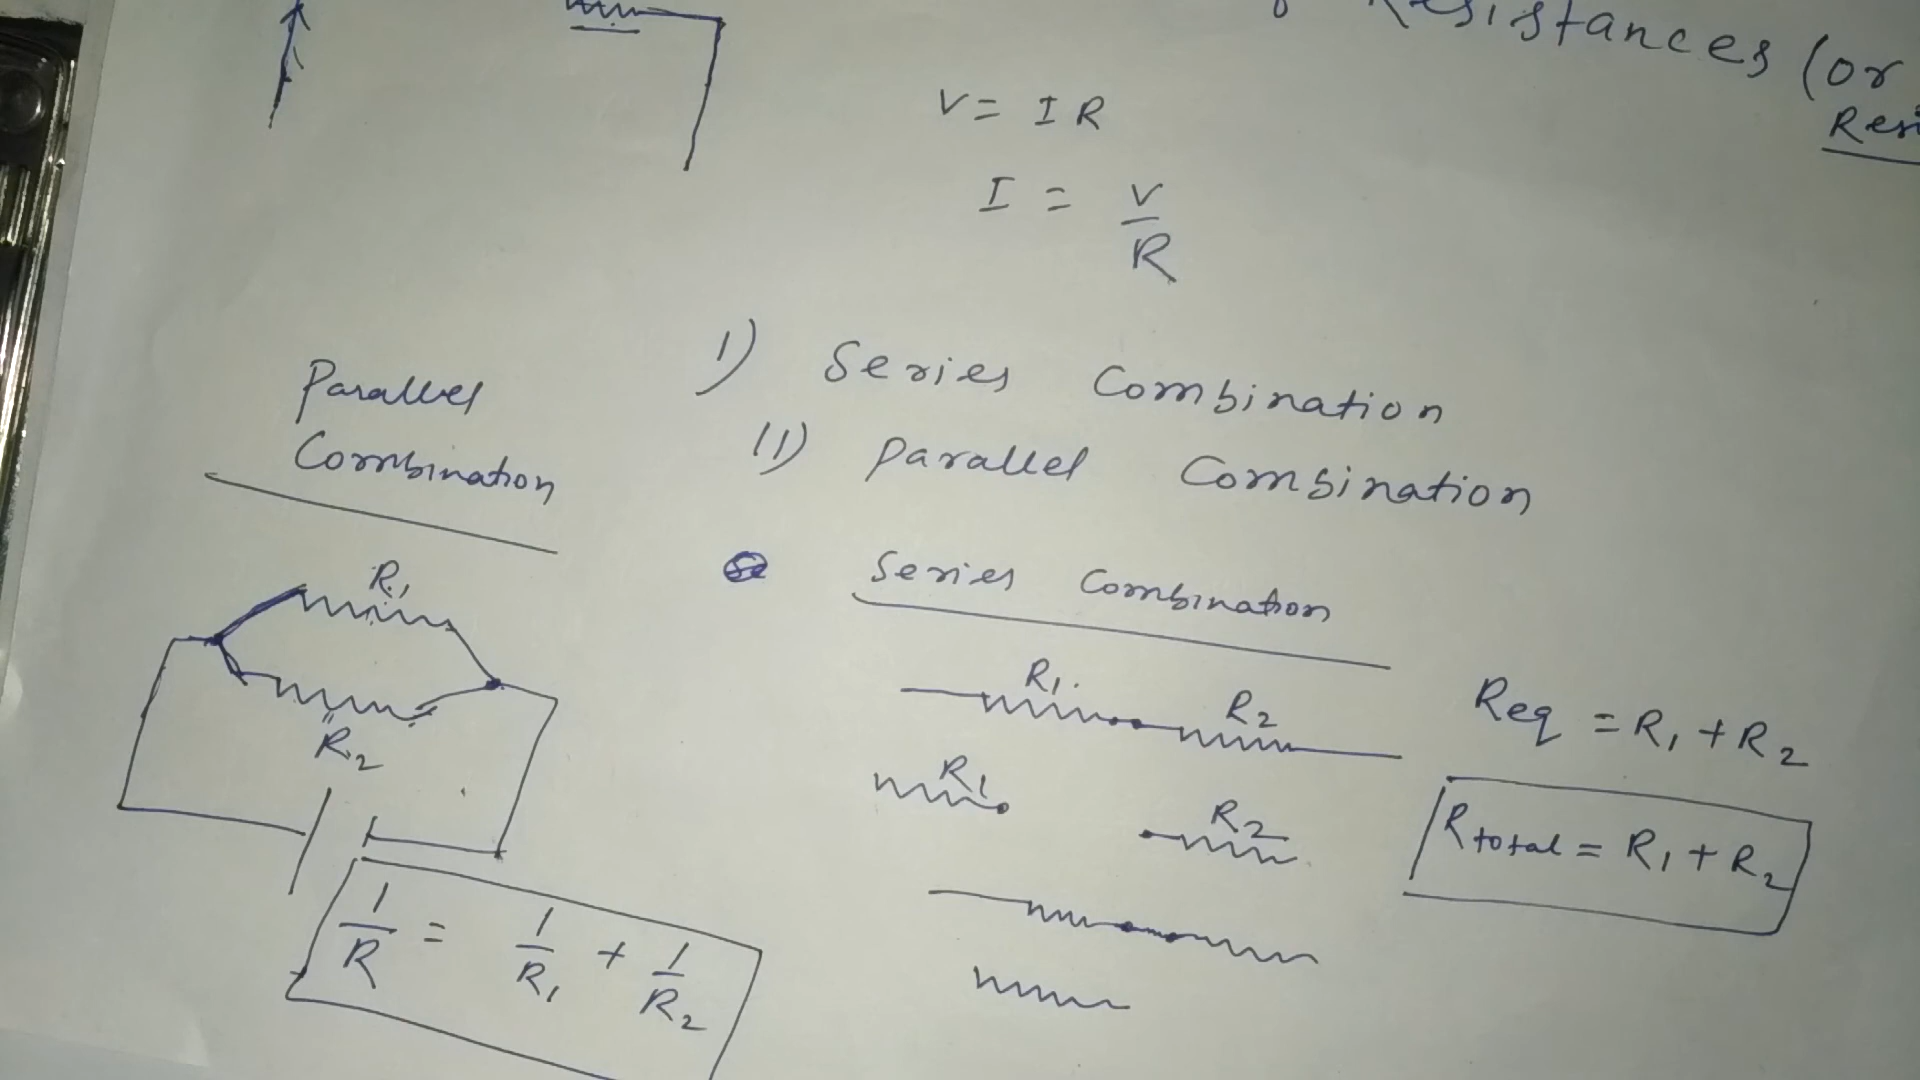 Resistances (or
V = I R
I = V/R
I) Series Combination
II) Parallel Combination
Parallel
Combination
R1
R2
1/R = 1/R1 + 1/R2
Se
Series Combination
R1 R2
Req = R1 + R2
R1
R2
Rtotal = R1 + R2